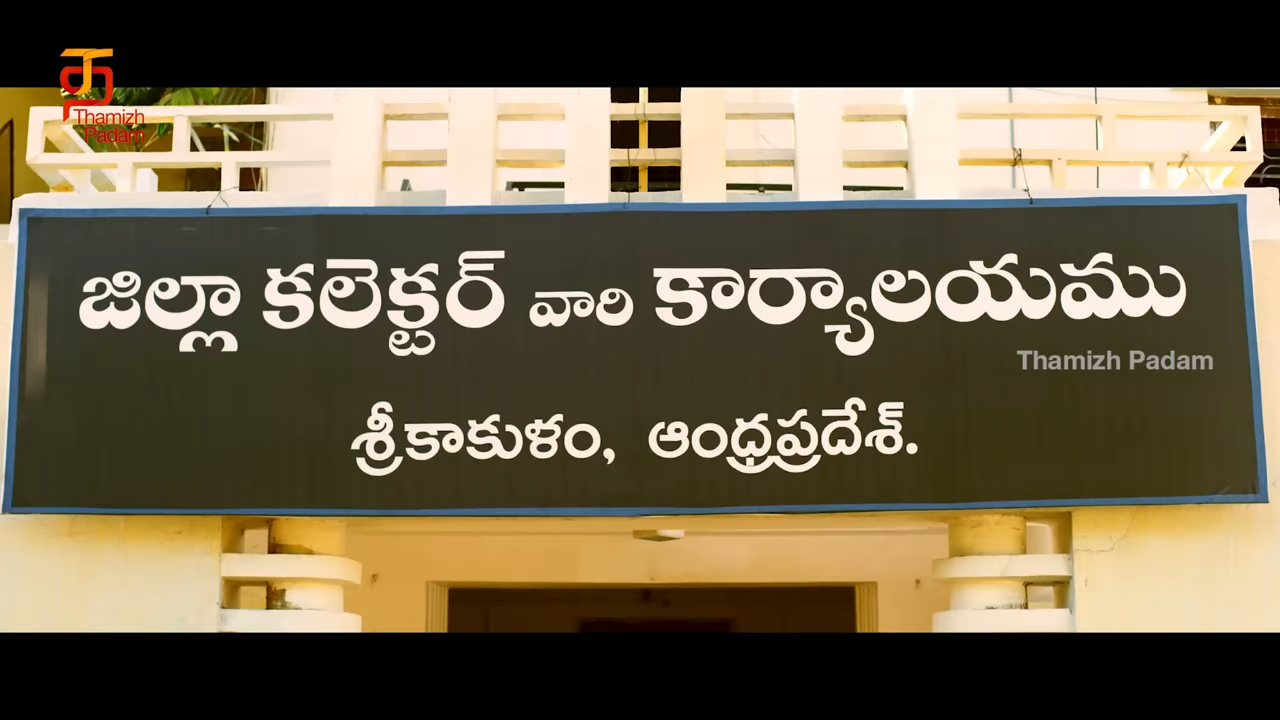 த
Thamizh
Padam
జిల్లా కలెక్టర్ వారి కార్యాలయము
Thamizh Padam
శ్రీకాకుళం, ఆంధ్రప్రదేశ్.